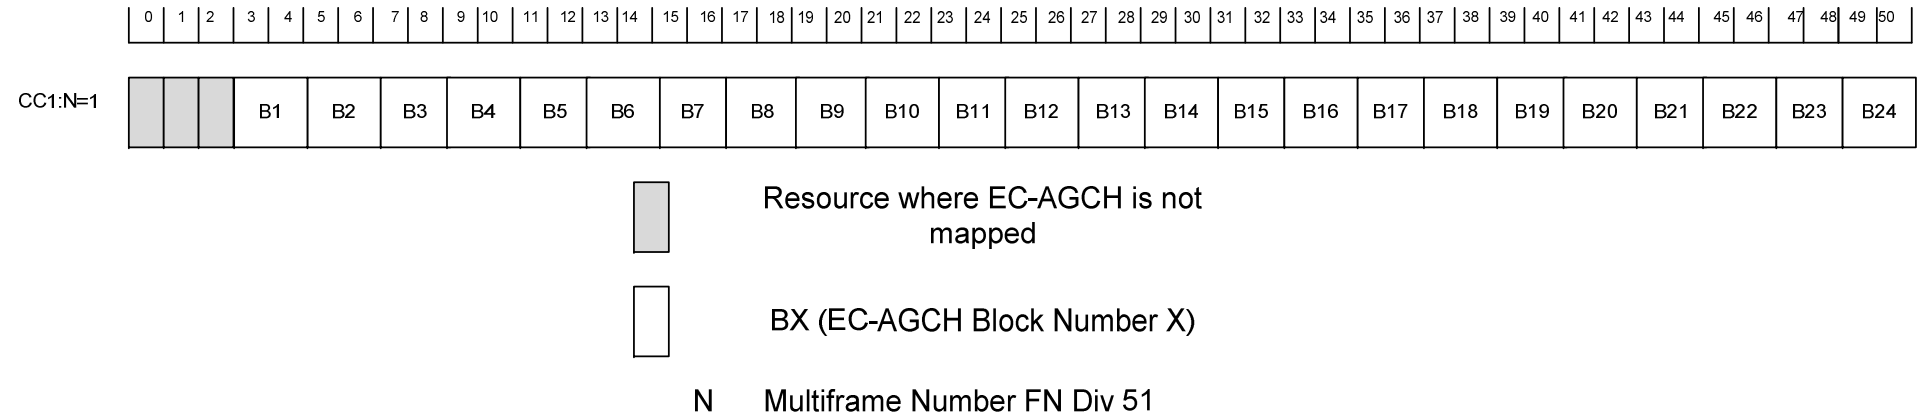 0 1 2 3 4 5 6 7 8 9 10 11 12 13 14 15 16 17 18 19 20 21 22 23 24 25 26 27 28 29 30 31 32 33 34 35 36 37 38 39 40 41 42 43 44 45 46 47 48 49 50
CC1:N=1 B1 B2 B3 B4 B5 B6 B7 B8 B9 B10 B11 B12 B13 B14 B15 B16 B17 B18 B19 B20 B21 B22 B23 B24
Resource where EC-AGCH is not
mapped
BX (EC-AGCH Block Number X)
N Multiframe Number FN Div 51